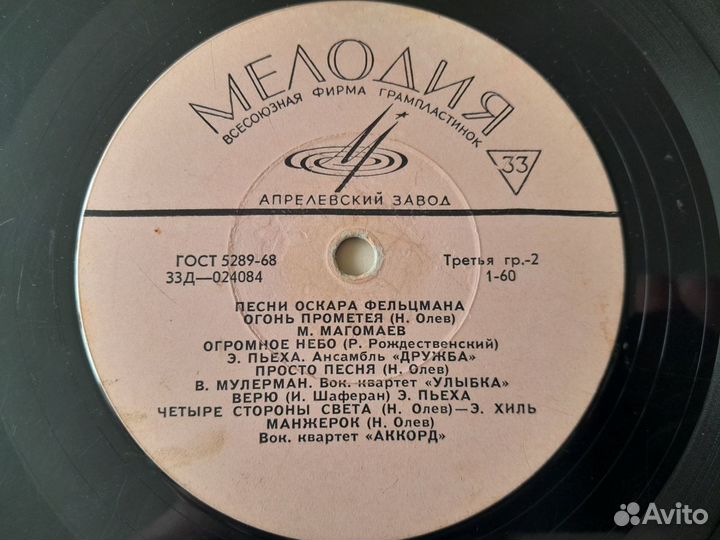 МЕЛОДИЯ
ВСЕСОЮЗНАЯ ФИРМА ГРАМПЛАСТИНОК
33
АПРЕЛЕВСКИЙ ЗАВОД
ГОСТ 5289-68 Третья гр.-2
33Д—024084 1-60
ПЕСНИ ОСКАРА ФЕЛЬЦМАНА
ОГОНЬ ПРОМЕТЕЯ (Н. Олев)
М. МАГОМАЕВ
ОГРОМНОЕ НЕБО (Р. Рождественский)
Э. ПЬЕХА. Ансамбль «ДРУЖБА»
ПРОСТО ПЕСНЯ (Н. Олев)
В. МУЛЕРМАН. Вок. квартет «УЛЫБКА»
ВЕРЮ (И. Шаферан) Э. ПЬЕХА
ЧЕТЫРЕ СТОРОНЫ СВЕТА (Н. Олев)—Э. ХИЛЬ
МАНЖЕРОК (Н. Олев)
Вок. квартет «АККОРД»
Avito